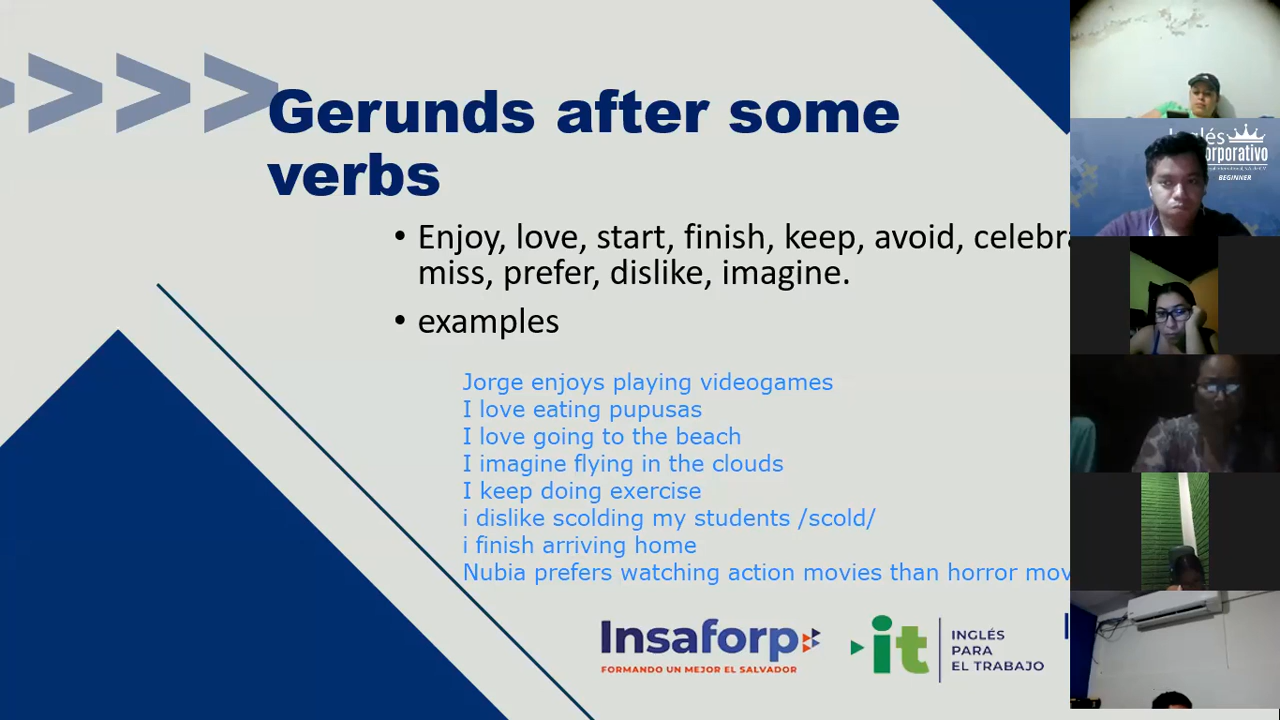 Gerunds after some
verbs
• Enjoy, love, start, finish, keep, avoid,
miss, prefer, dislike, imagine.
• examples
Jorge enjoys playing videogames
I love eating pupusas
I love going to the beach
I imagine flying in the clouds
I keep doing exercise
i dislike scolding my students /scold/
i finish arriving home
Nubia prefers watching action movies than horror
Insaforp
FORMANDO UN MEJOR EL SALVADOR
it
INGLÉS
PARA
EL TRABAJO
Inglés
BEGINNER